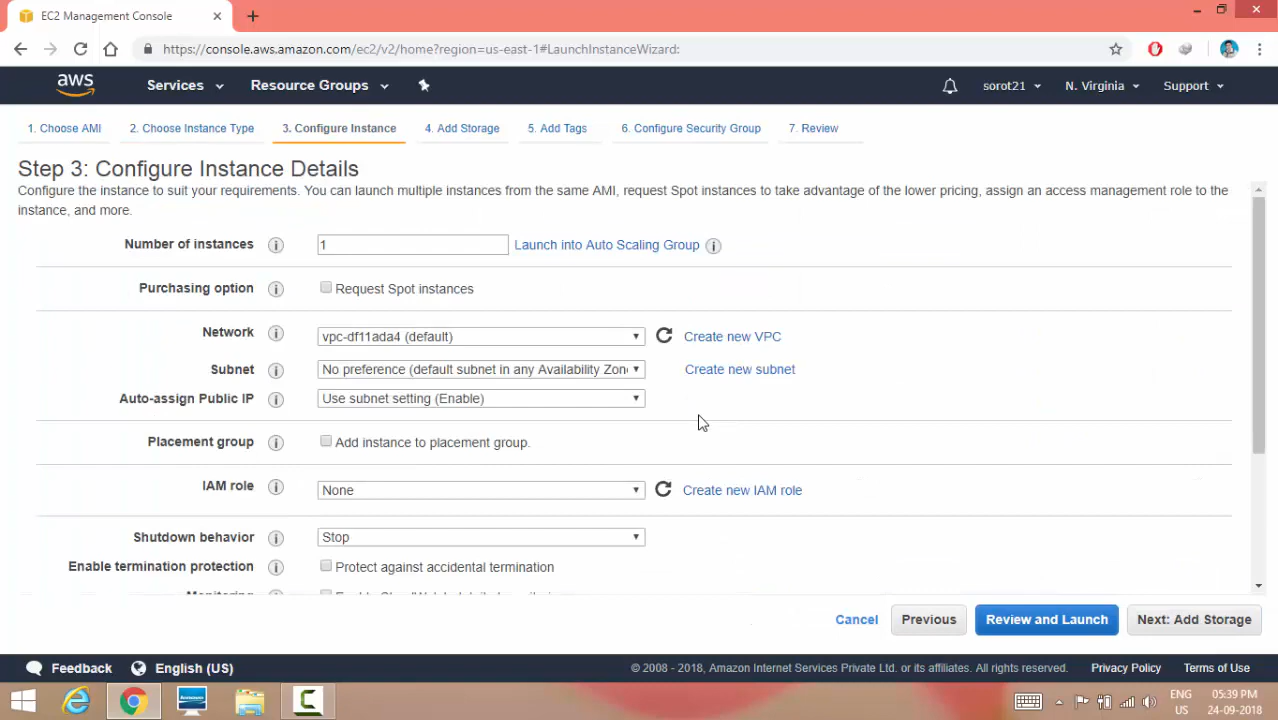 EC2 Management Console
https://console.aws.amazon.com/ec2/v2/home?region=us-east-1#LaunchInstanceWizard:
aws Services Resource Groups sorot21 N. Virginia Support
1. Choose AMI 2. Choose Instance Type 3. Configure Instance 4. Add Storage 5. Add Tags 6. Configure Security Group 7. Review
Step 3: Configure Instance Details
Configure the instance to suit your requirements. You can launch multiple instances from the same AMI, request Spot instances to take advantage of the lower pricing, assign an access management role to the
instance, and more.
Number of instances 1 Launch into Auto Scaling Group
Purchasing option Request Spot instances
Network vpc-df11ada4 (default) Create new VPC
Subnet No preference (default subnet in any Availability Zon Create new subnet
Auto-assign Public IP Use subnet setting (Enable)
Placement group Add instance to placement group.
IAM role None Create new IAM role
Shutdown behavior Stop
Enable termination protection Protect against accidental termination
Cancel Previous Review and Launch Next: Add Storage
Feedback English (US) © 2008 - 2018, Amazon Internet Services Private Ltd. or its affiliates. All rights reserved. Privacy Policy Terms of Use
ENG 05:39 PM
US 24-09-2018